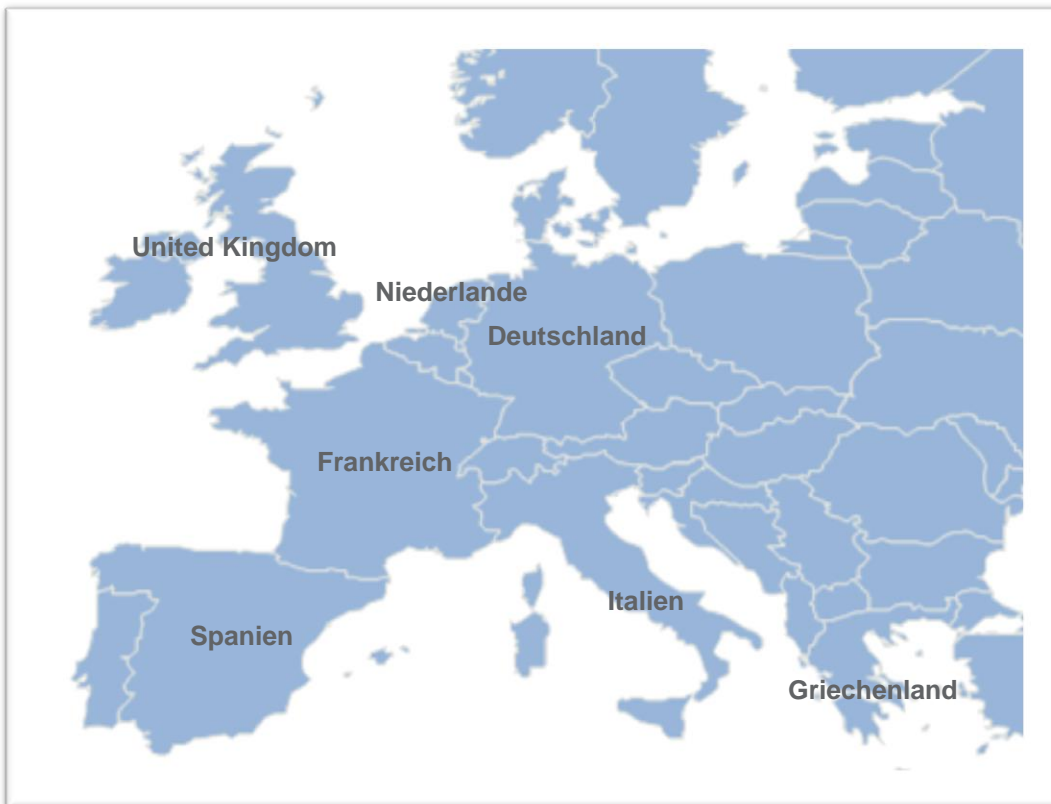 United Kingdom
Niederlande
Deutschland
Frankreich
Italien
Spanien
Griechenland